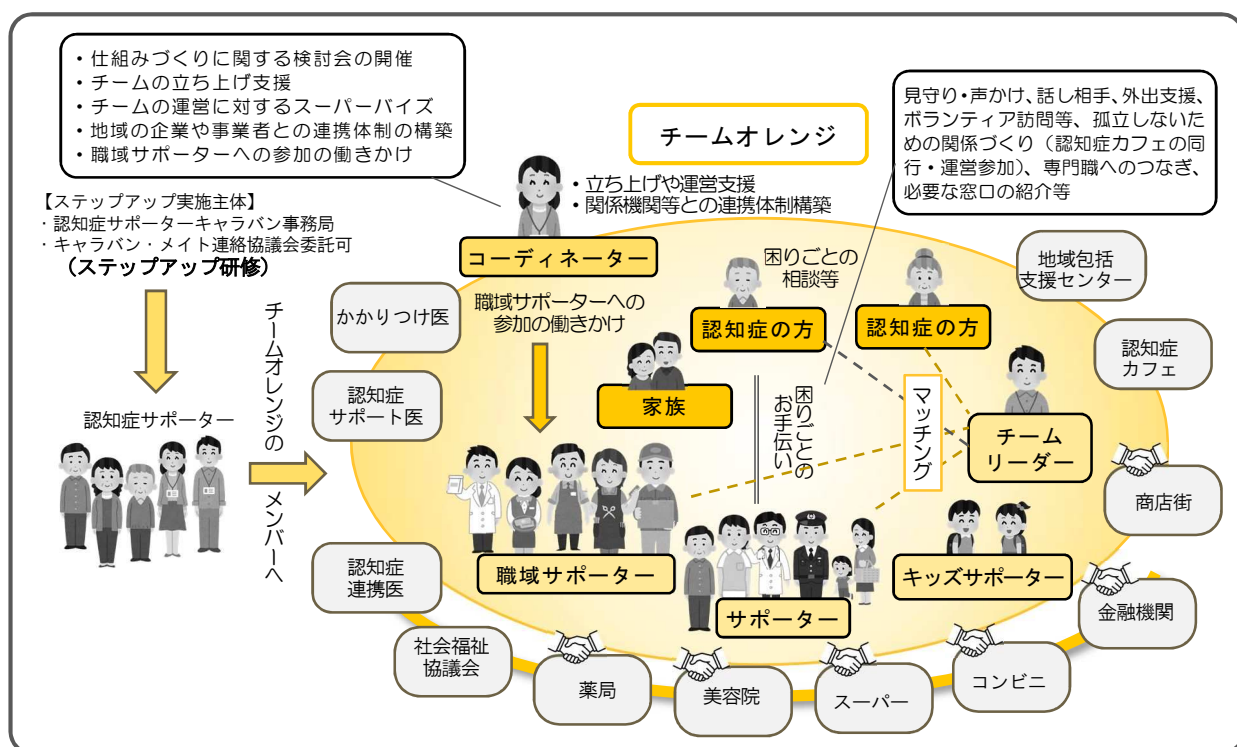 ・仕組みづくりに関する検討会の開催
・チームの立ち上げ支援
・チームの運営に対するスーパーバイズ
・地域の企業や事業者との連携体制の構築
・職域サポーターへの参加の働きかけ
チームオレンジ
見守り・声かけ、話し相手、外出支援、
ボランティア訪問等、孤立しないた
めの関係づくり（認知症カフェの同
行・運営参加）、専門職へのつなぎ、
必要な窓口の紹介等
・立ち上げや運営支援
・関係機関等との連携体制構築
【ステップアップ実施主体】
・認知症サポーターキャラバン事務局
・キャラバン・メイト連絡協議会委託可
（ステップアップ研修）
コーディネーター
困りごとの
相談等
地域包括
支援センター
職域サポーターへの
参加の働きかけ
かかりつけ医
認知症の方
認知症の方
認知症
カフェ
家族
認知症
サポート医
認知症サポーター
チームオレンジの
メンバーへ
困りごとの
お手伝い
マッチング
チーム
リーダー
商店街
職域サポーター
サポーター
キッズサポーター
認知症
連携医
金融機関
社会福祉
協議会
薬局
美容院
スーパー
コンビニ